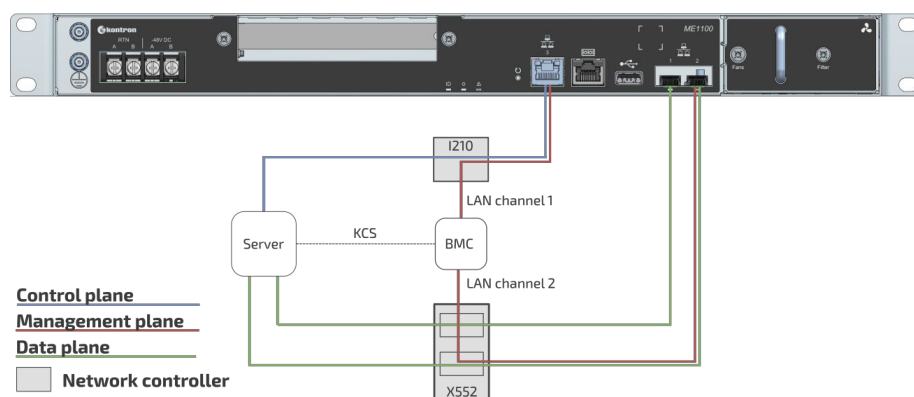 kontron
RTN
-48V DC
A
B
A
B
3
ME1100
1
2
Fans
Filter
I210
LAN channel 1
Server
KCS
BMC
LAN channel 2
Control plane
Management plane
Data plane
Network controller
X552